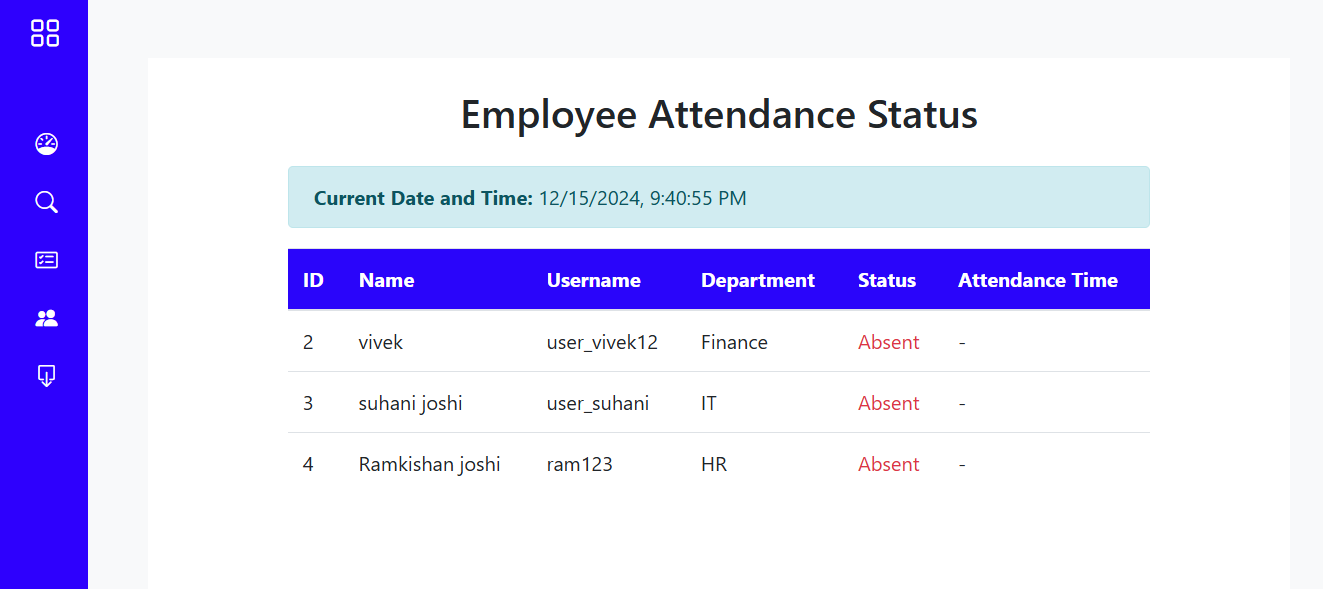 Employee Attendance Status
Current Date and Time: 12/15/2024, 9:40:55 PM
ID Name Username Department Status Attendance Time
2 vivek user_vivek12 Finance Absent -
3 suhani joshi user_suhani IT Absent -
4 Ramkishan joshi ram123 HR Absent -